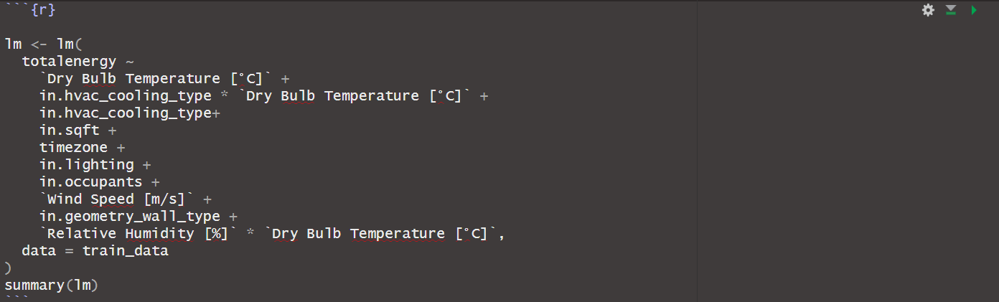 ```{r}
lm <- lm(
totalenergy ~
`Dry Bulb Temperature [°C]` +
in.hvac_cooling_type * `Dry Bulb Temperature [°C]` +
in.hvac_cooling_type+
in.sqft +
timezone +
in.lighting +
in.occupants +
`Wind Speed [m/s]` +
in.geometry_wall_type +
`Relative Humidity [%]` * `Dry Bulb Temperature [°C]`,
data = train_data
)
summary(lm)
```